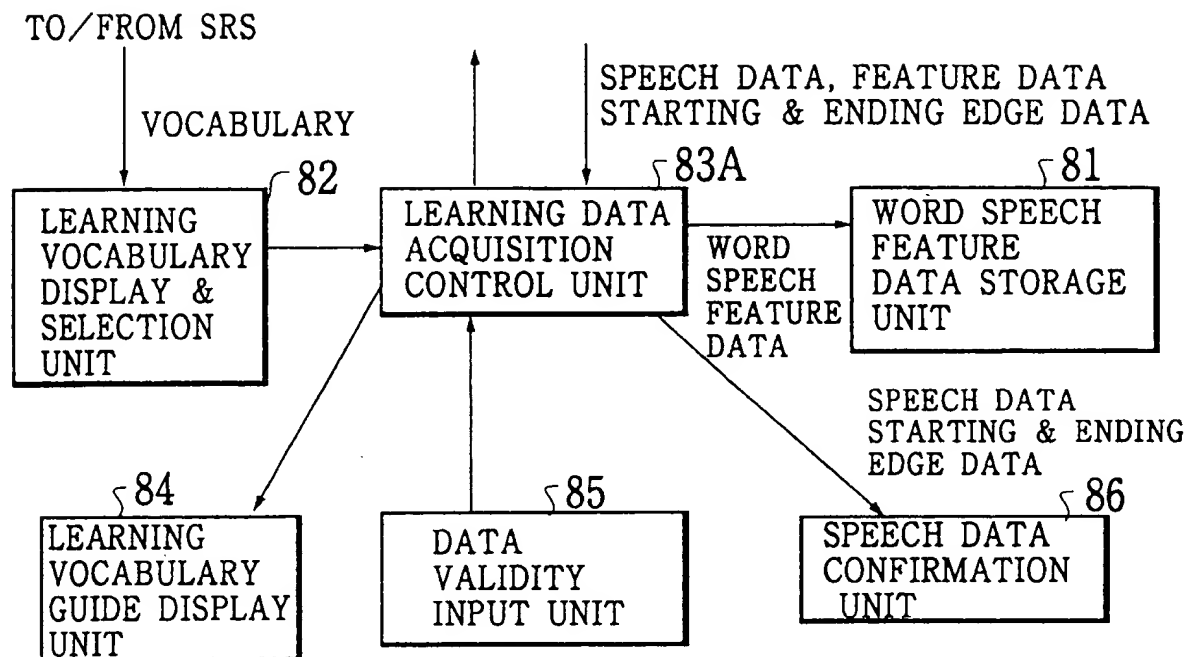 TO/FROM SRS
VOCABULARY
SPEECH DATA, FEATURE DATA
STARTING & ENDING EDGE DATA
82
83A
81
LEARNING
VOCABULARY
DISPLAY &
SELECTION
UNIT
LEARNING DATA
ACQUISITION
CONTROL UNIT
WORD
SPEECH
FEATURE
DATA
WORD SPEECH
FEATURE
DATA STORAGE
UNIT
SPEECH DATA
STARTING & ENDING
EDGE DATA
84
85
86
LEARNING
VOCABULARY
GUIDE DISPLAY
UNIT
DATA
VALIDITY
INPUT UNIT
SPEECH DATA
CONFIRMATION
UNIT